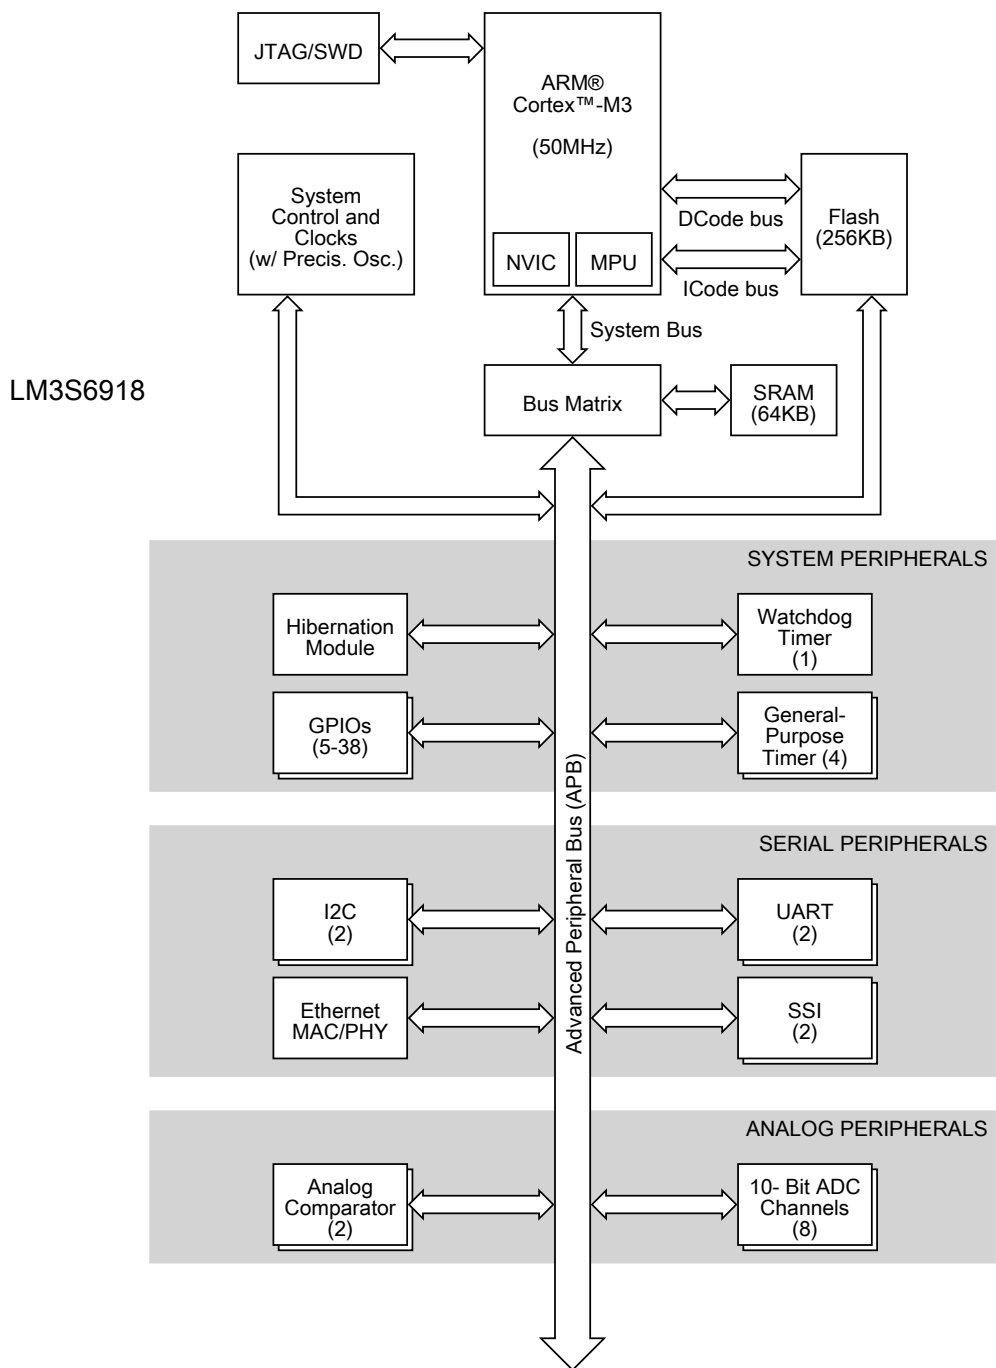 JTAG/SWD
ARM®
Cortex™-M3
(50MHz)
NVIC
MPU
System
Control and
Clocks
(w/ Precis. Osc.)
DCode bus
ICode bus
Flash
(256KB)
System Bus
LM3S6918
Bus Matrix
SRAM
(64KB)
Advanced Peripheral Bus (APB)
SYSTEM PERIPHERALS
Hibernation
Module
Watchdog
Timer
(1)
GPIOs
(5-38)
General-
Purpose
Timer (4)
SERIAL PERIPHERALS
I2C
(2)
UART
(2)
Ethernet
MAC/PHY
SSI
(2)
ANALOG PERIPHERALS
Analog
Comparator
(2)
10- Bit ADC
Channels
(8)